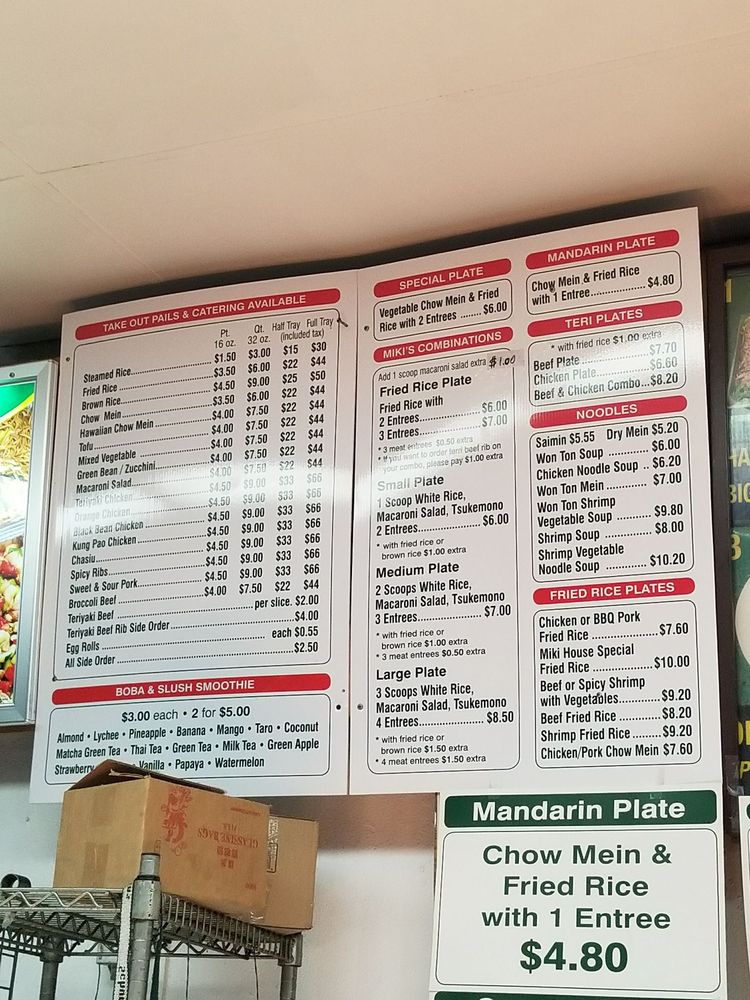 TAKE OUT PAILS & CATERING AVAILABLE
Pt. Qt. Half Tray Full Tray
16 oz. 32 oz. (included tax)
Steamed Rice $1.50 $3.00 $15 $30
Fried Rice $3.50 $6.00 $22 $44
Brown Rice $4.50 $9.00 $25 $50
Chow Mein $3.50 $6.00 $22 $44
Hawaiian Chow Mein $4.00 $7.50 $22 $44
Tofu $4.00 $7.50 $22 $44
Mixed Vegetable $4.00 $7.50 $22 $44
Green Bean / Zucchini $4.00 $7.50 $22 $44
Macaroni Salad $4.00 $7.50 $22 $44
Teriyaki Chicken $4.50 $9.00 $33 $66
Orange Chicken $4.50 $9.00 $33 $66
Black Bean Chicken $4.50 $9.00 $33 $66
Kung Pao Chicken $4.50 $9.00 $33 $66
Chasiu $4.50 $9.00 $33 $66
Spicy Ribs $4.50 $9.00 $33 $66
Sweet & Sour Pork $4.50 $9.00 $33 $66
Broccoli Beef $4.00 $7.50 $22 $44
Teriyaki Beef per slice. $2.00
Teriyaki Beef Rib Side Order $4.00
Egg Rolls each $0.55
All Side Order $2.50
BOBA & SLUSH SMOOTHIE
$3.00 each • 2 for $5.00
Almond • Lychee • Pineapple • Banana • Mango • Taro • Coconut
Matcha Green Tea • Thai Tea • Green Tea • Milk Tea • Green Apple
Strawberry Vanilla • Papaya • Watermelon
SPECIAL PLATE
Vegetable Chow Mein & Fried
Rice with 2 Entrees ....... $6.00
MIKI'S COMBINATIONS
Add 1 scoop macaroni salad extra $1.00
Fried Rice Plate
Fried Rice with
2 Entrees $6.00
3 Entrees $7.00
* 3 meat entrees $0.50 extra
* If you want to order teri beef rib on
your combo, please pay $1.00 extra
Small Plate
1 Scoop White Rice,
Macaroni Salad, Tsukemono
2 Entrees $6.00
* with fried rice or
brown rice $1.00 extra
Medium Plate
2 Scoops White Rice,
Macaroni Salad, Tsukemono
3 Entrees $7.00
* with fried rice or
brown rice $1.00 extra
* 3 meat entrees $0.50 extra
Large Plate
3 Scoops White Rice,
Macaroni Salad, Tsukemono
4 Entrees $8.50
* with fried rice or
brown rice $1.50 extra
* 4 meat entrees $1.50 extra
MANDARIN PLATE
Chow Mein & Fried Rice
with 1 Entree $4.80
TERI PLATES
* with fried rice $1.00 extra
Beef Plate $7.70
Chicken Plate $6.60
Beef & Chicken Combo...$8.20
NOODLES
Saimin $5.55 Dry Mein $5.20
Won Ton Soup $6.00
Chicken Noodle Soup .. $6.20
Won Ton Mein $7.00
Won Ton Shrimp
Vegetable Soup $9.80
Shrimp Soup $8.00
Shrimp Vegetable
Noodle Soup $10.20
FRIED RICE PLATES
Chicken or BBQ Pork
Fried Rice $7.60
Miki House Special
Fried Rice $10.00
Beef or Spicy Shrimp
with Vegetables $9.20
Beef Fried Rice $8.20
Shrimp Fried Rice $9.20
Chicken/Pork Chow Mein $7.60
GLASSINE BAGS
Mandarin Plate
Chow Mein &
Fried Rice
with 1 Entree
$4.80